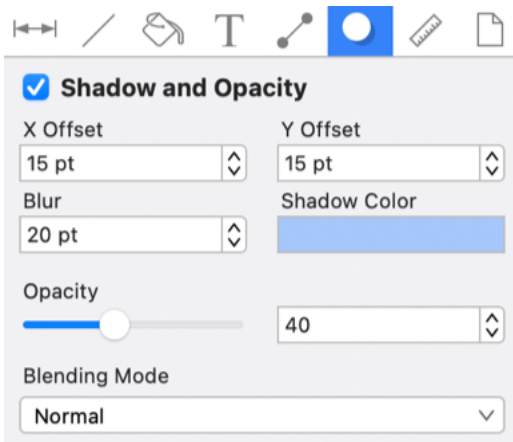 T
Shadow and Opacity
X Offset Y Offset
15 pt 15 pt
Blur Shadow Color
20 pt
Opacity
40
Blending Mode
Normal